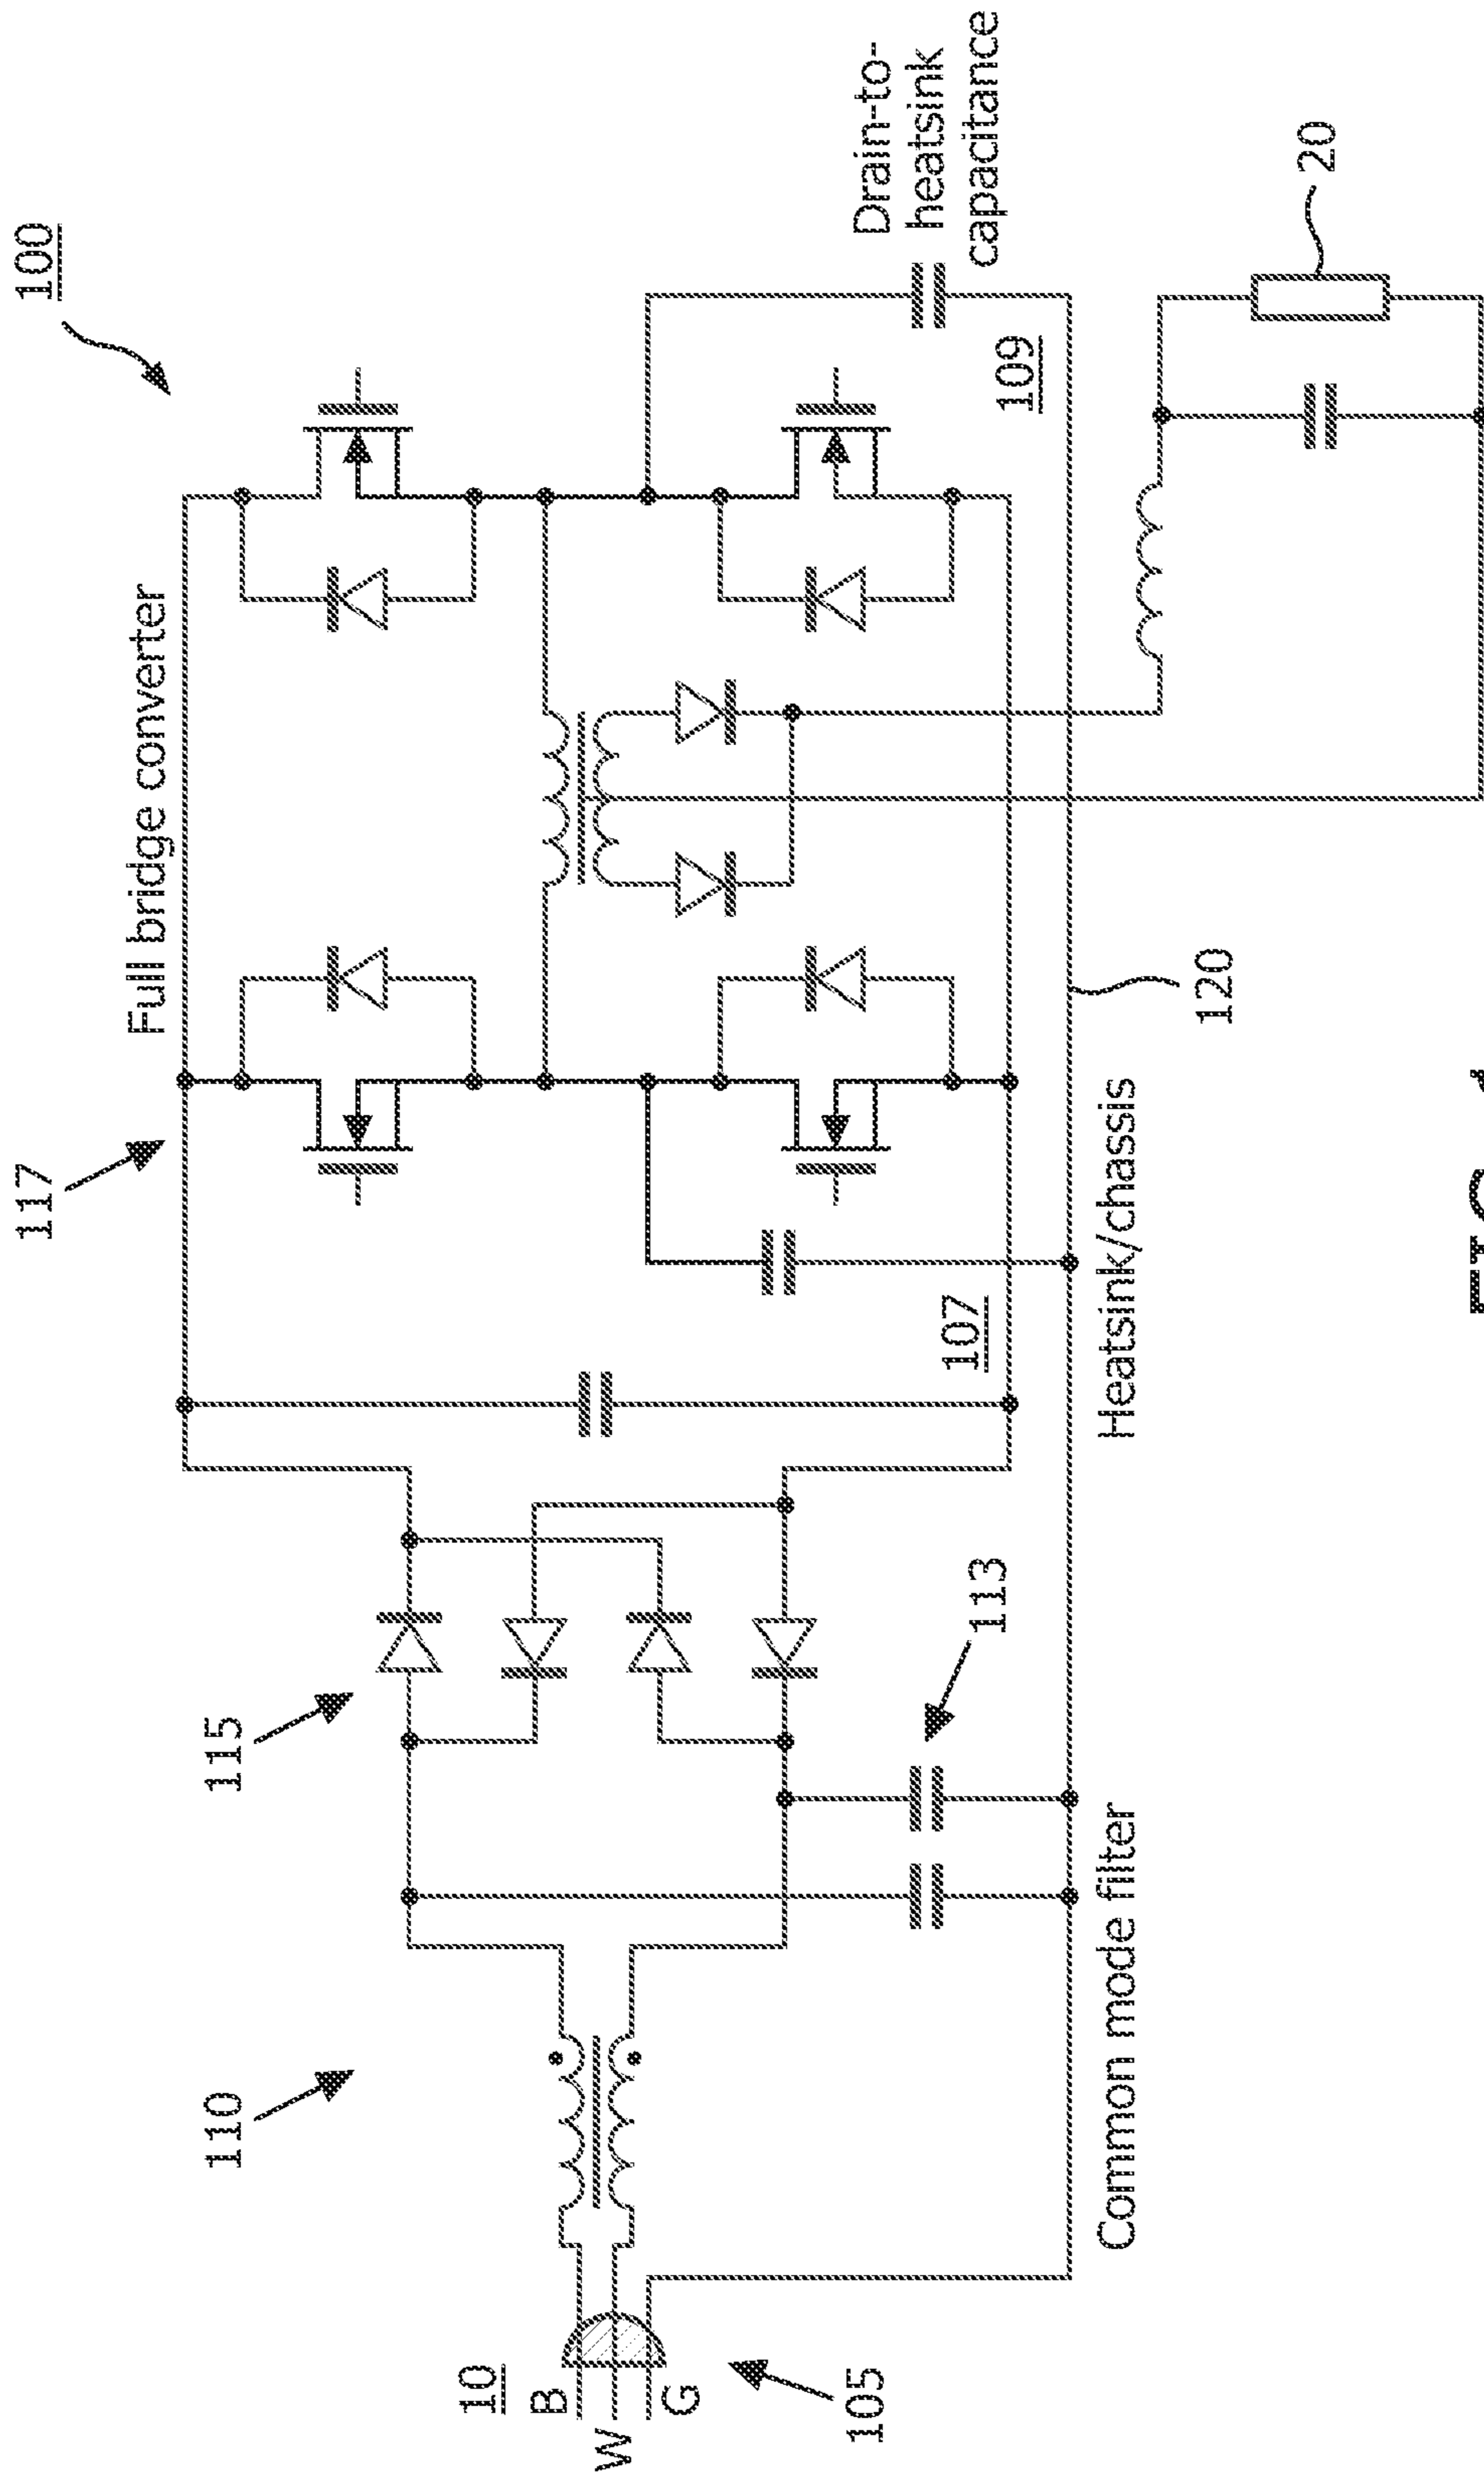 100
117
Full bridge converter
115
110
10
B
W
G
105
Drain-to-
heatsink
capacitance
109
107
113
20
120
Heatsink/chassis
Common mode filter